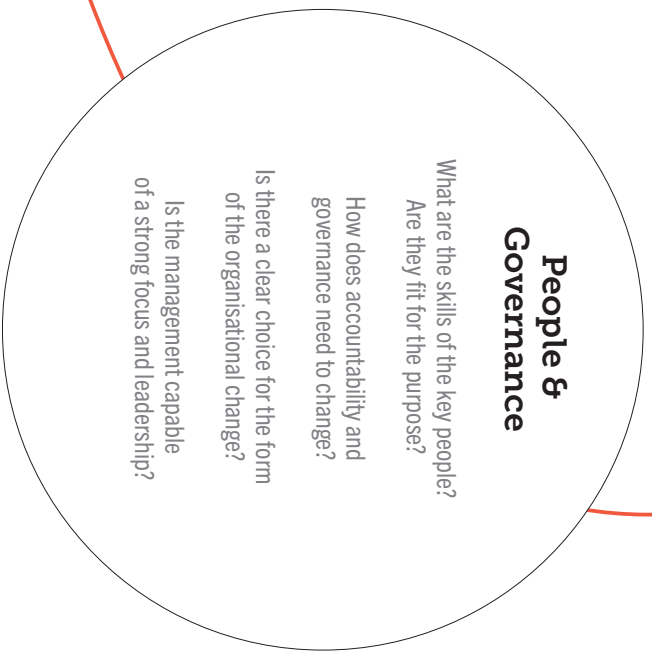 People &
Governance
What are the skills of the key people?
Are they fit for the purpose?
How does accountability and
governance need to change?
Is there a clear choice for the form
of the organisational change?
Is the management capable
of a strong focus and leadership?